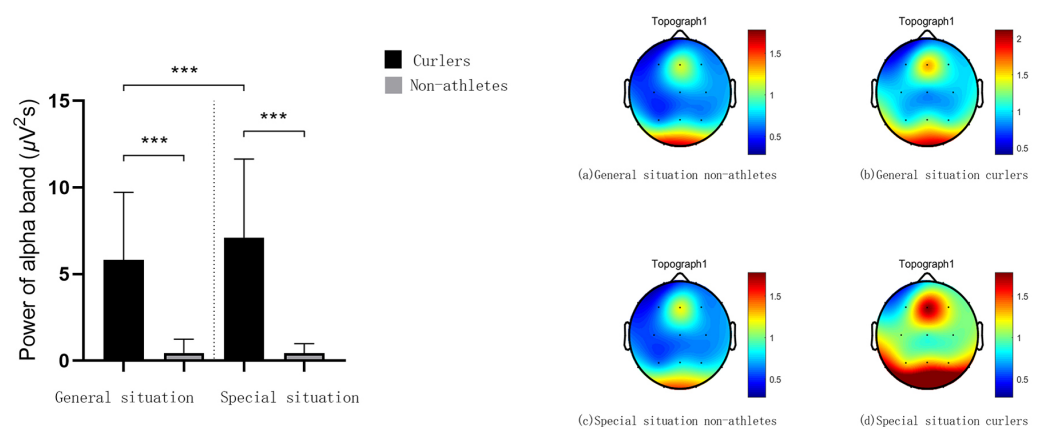 Curlers
Non-athletes
***
***
***
Power of alpha band (μV²s)
15
10
5
0
General situation
Special situation
Topograph1
1.5
1
0.5
(a)General situation non-athletes
Topograph1
2
1.5
1
0.5
(b)General situation curlers
Topograph1
1.5
1
0.5
(c)Special situation non-athletes
Topograph1
1.5
1
0.5
(d)Special situation curlers